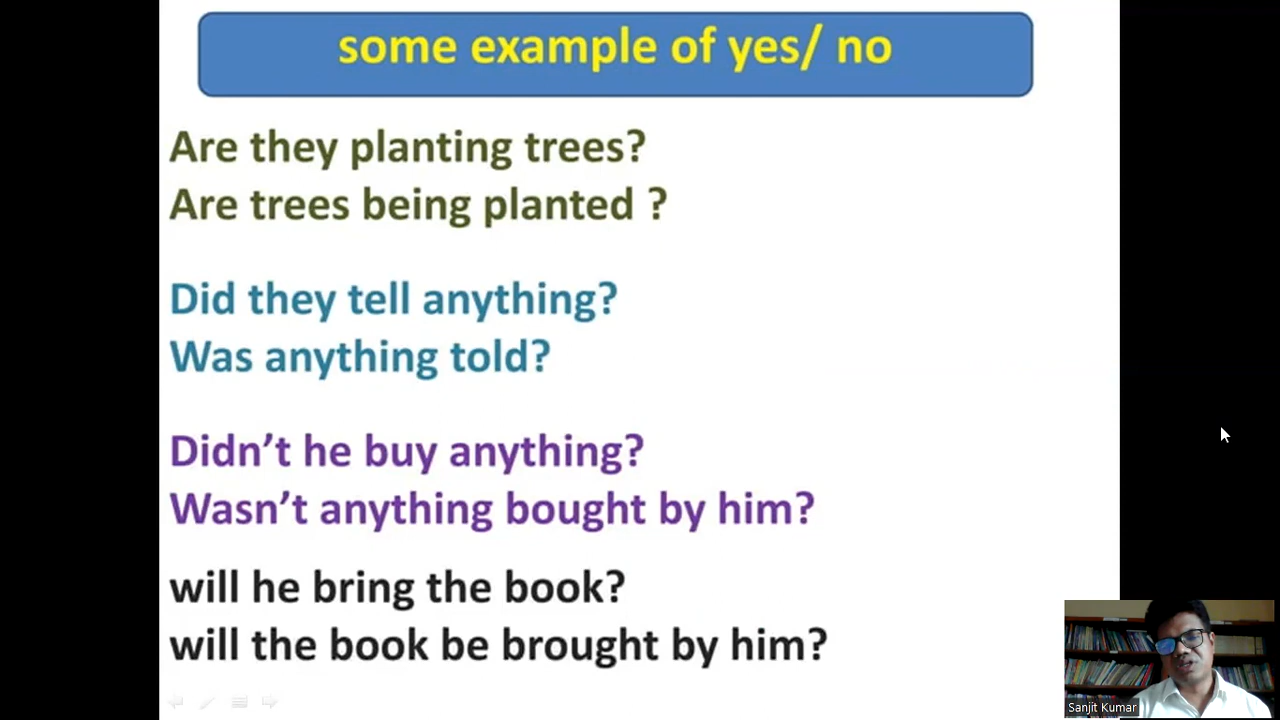 some example of yes/ no
Are they planting trees?
Are trees being planted ?
Did they tell anything?
Was anything told?
Didn’t he buy anything?
Wasn’t anything bought by him?
will he bring the book?
will the book be brought by him?
Sanjit Kumar